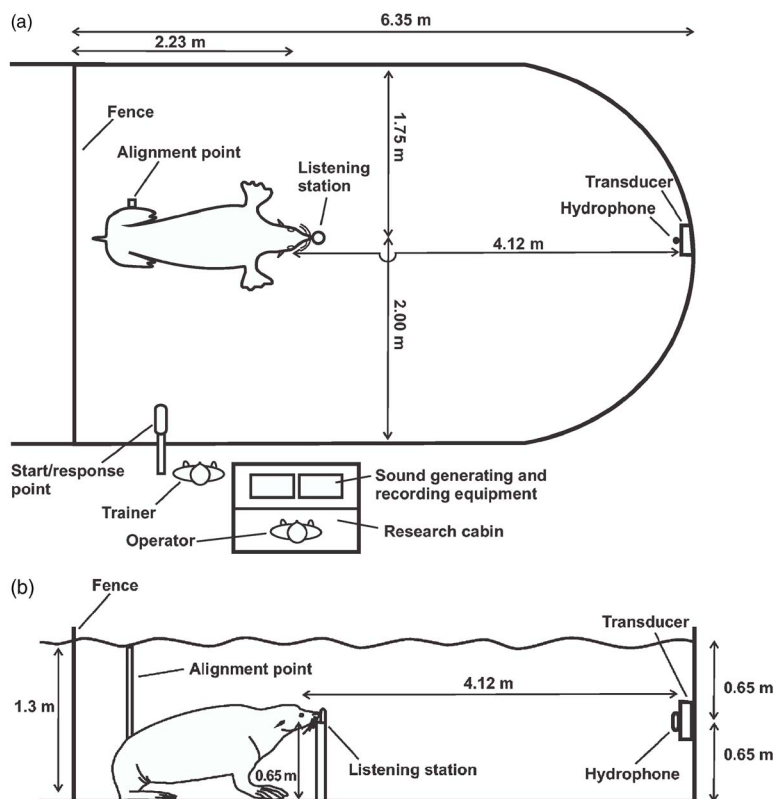 (a)
6.35 m
2.23 m
Fence
Alignment point
Listening
station
1.75 m
Transducer
Hydrophone
4.12 m
2.00 m
Start/response
point
Trainer
Operator
Sound generating and
recording equipment
Research cabin
(b)
Fence
Transducer
Alignment point
4.12 m
0.65 m
1.3 m
0.65 m
Listening station
Hydrophone
0.65 m